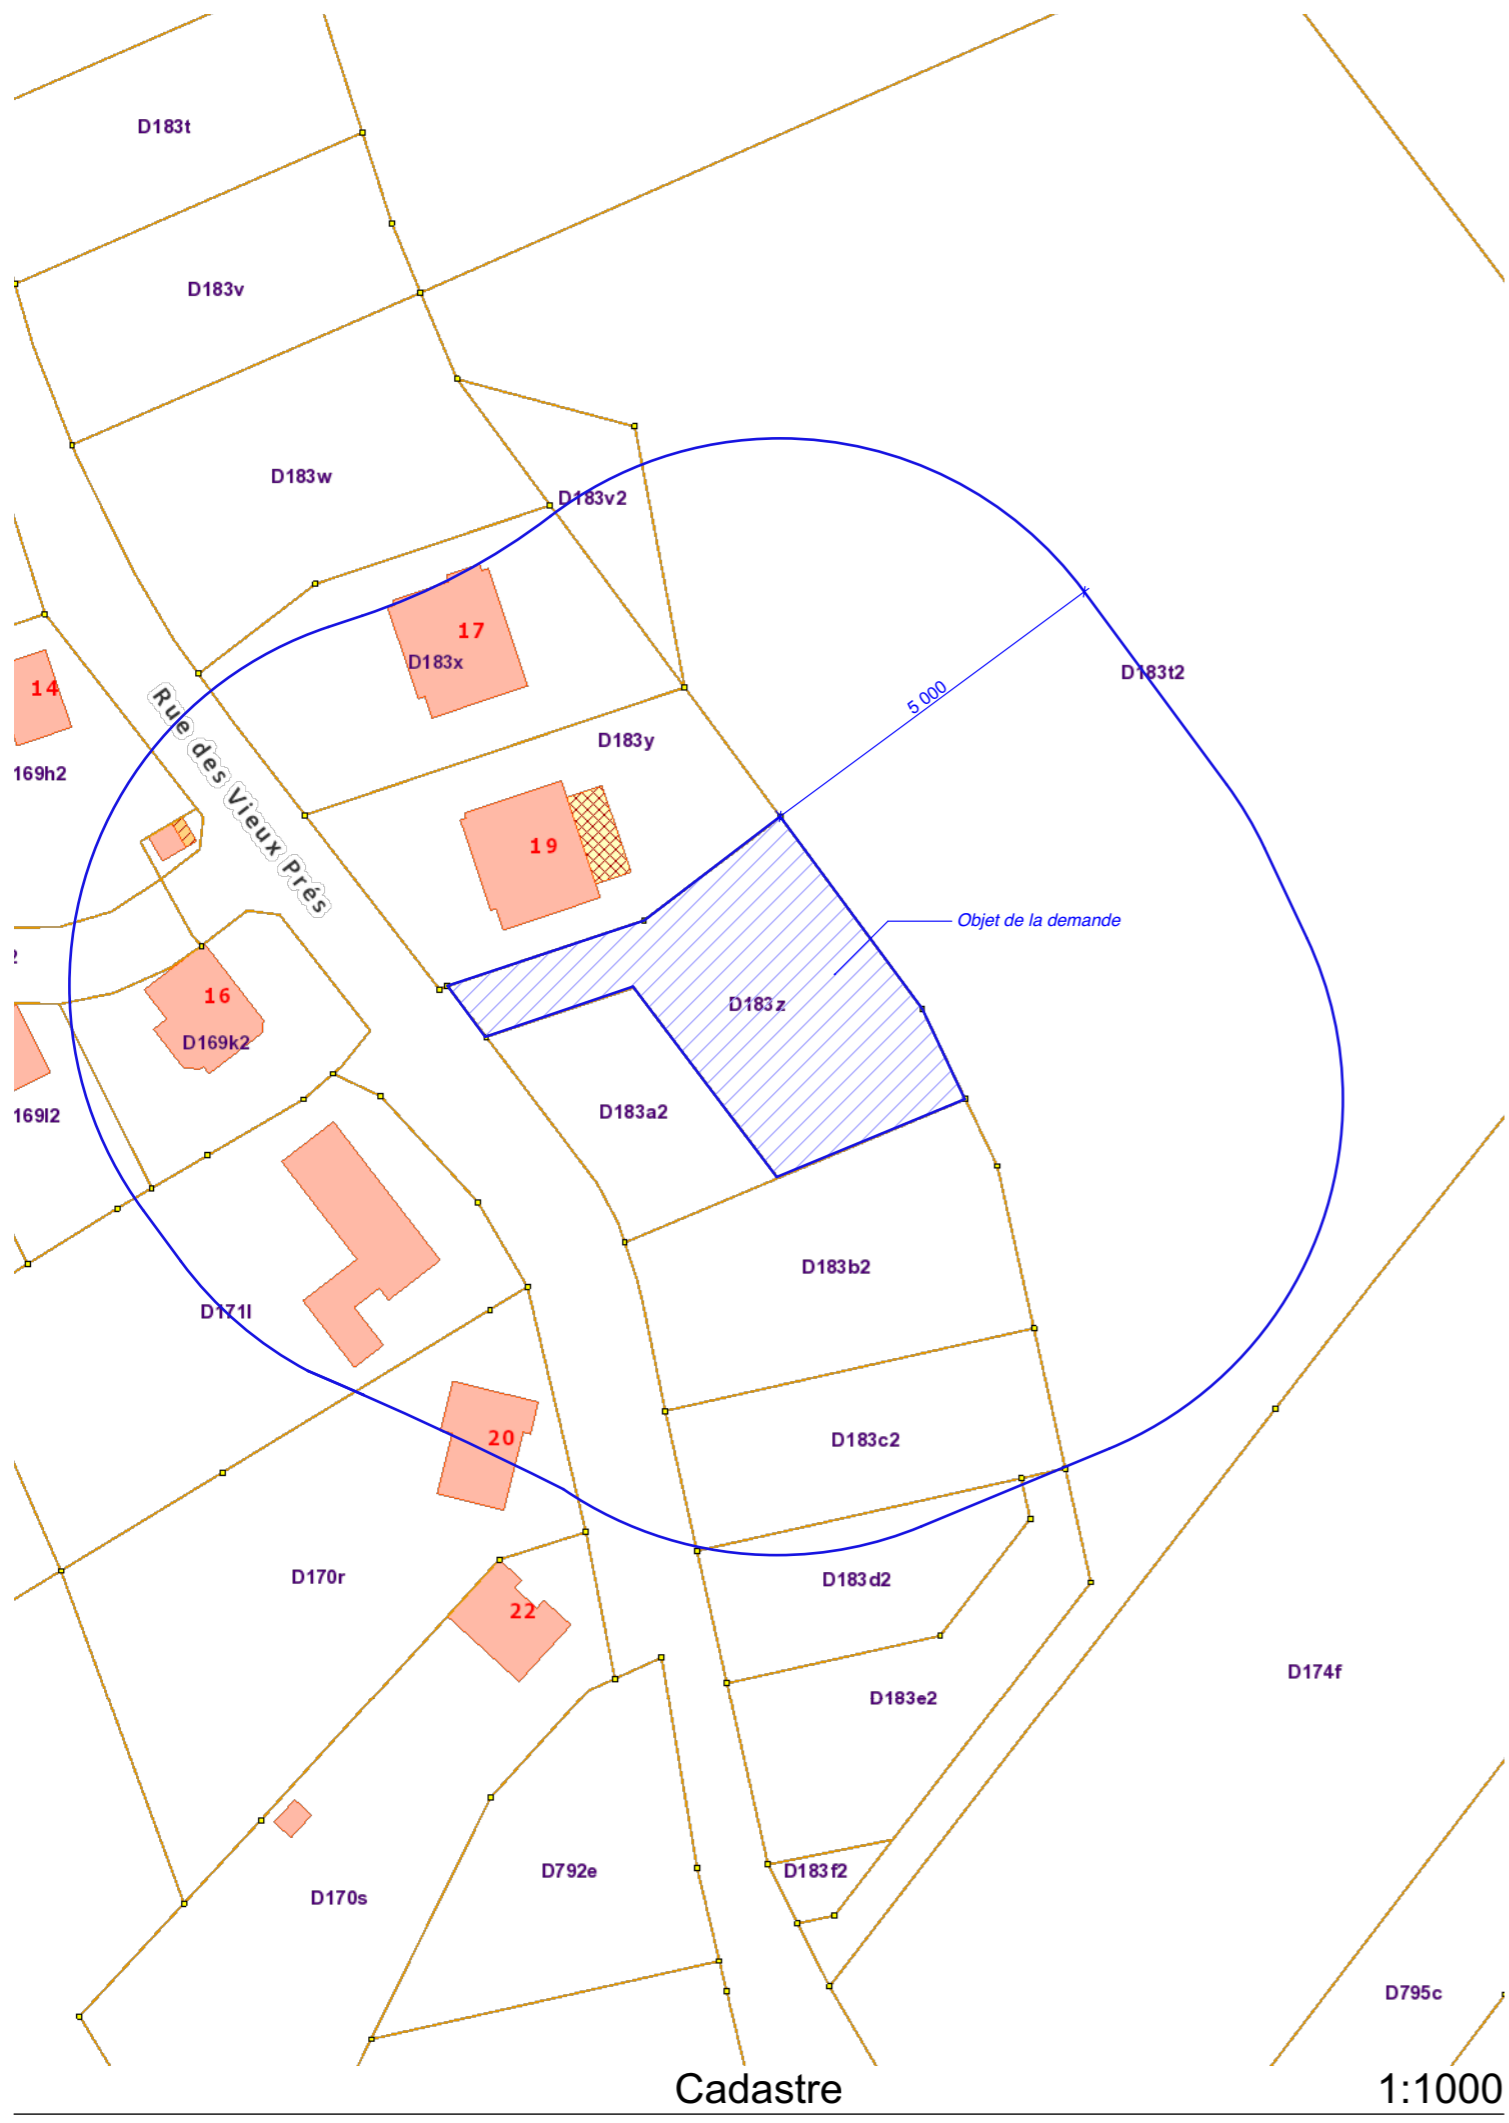 D183t
D183v
D183w
D183v2
17
D183x
D183t2
5 000
14
Rue des Vieux Prés
D183y
169h2
19
Objet de la demande
2
16
D183z
D169k2
D183a2
169l2
D183b2
D171l
20
D183c2
D170r
D183d2
22
D174f
D183e2
D792e
D183f2
D170s
D795c
Cadastre
1:1000